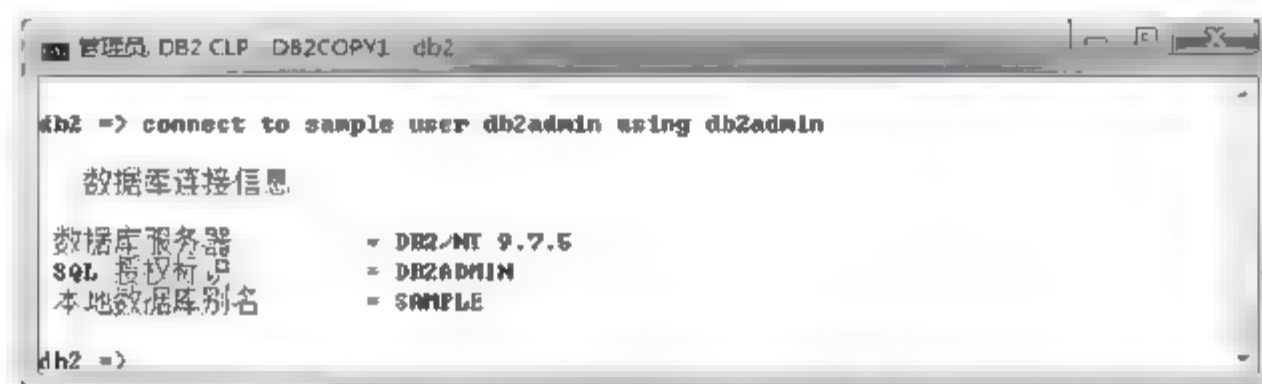 管理员 DB2 CLP DB2COPY1 db2
db2 => connect to sample user db2admin using db2admin
数据库连接信息
数据库服务器 = DB2/NT 9.7.5
SQL 授权标识 = DB2ADMIN
本地数据库别名 = SAMPLE
db2 =>